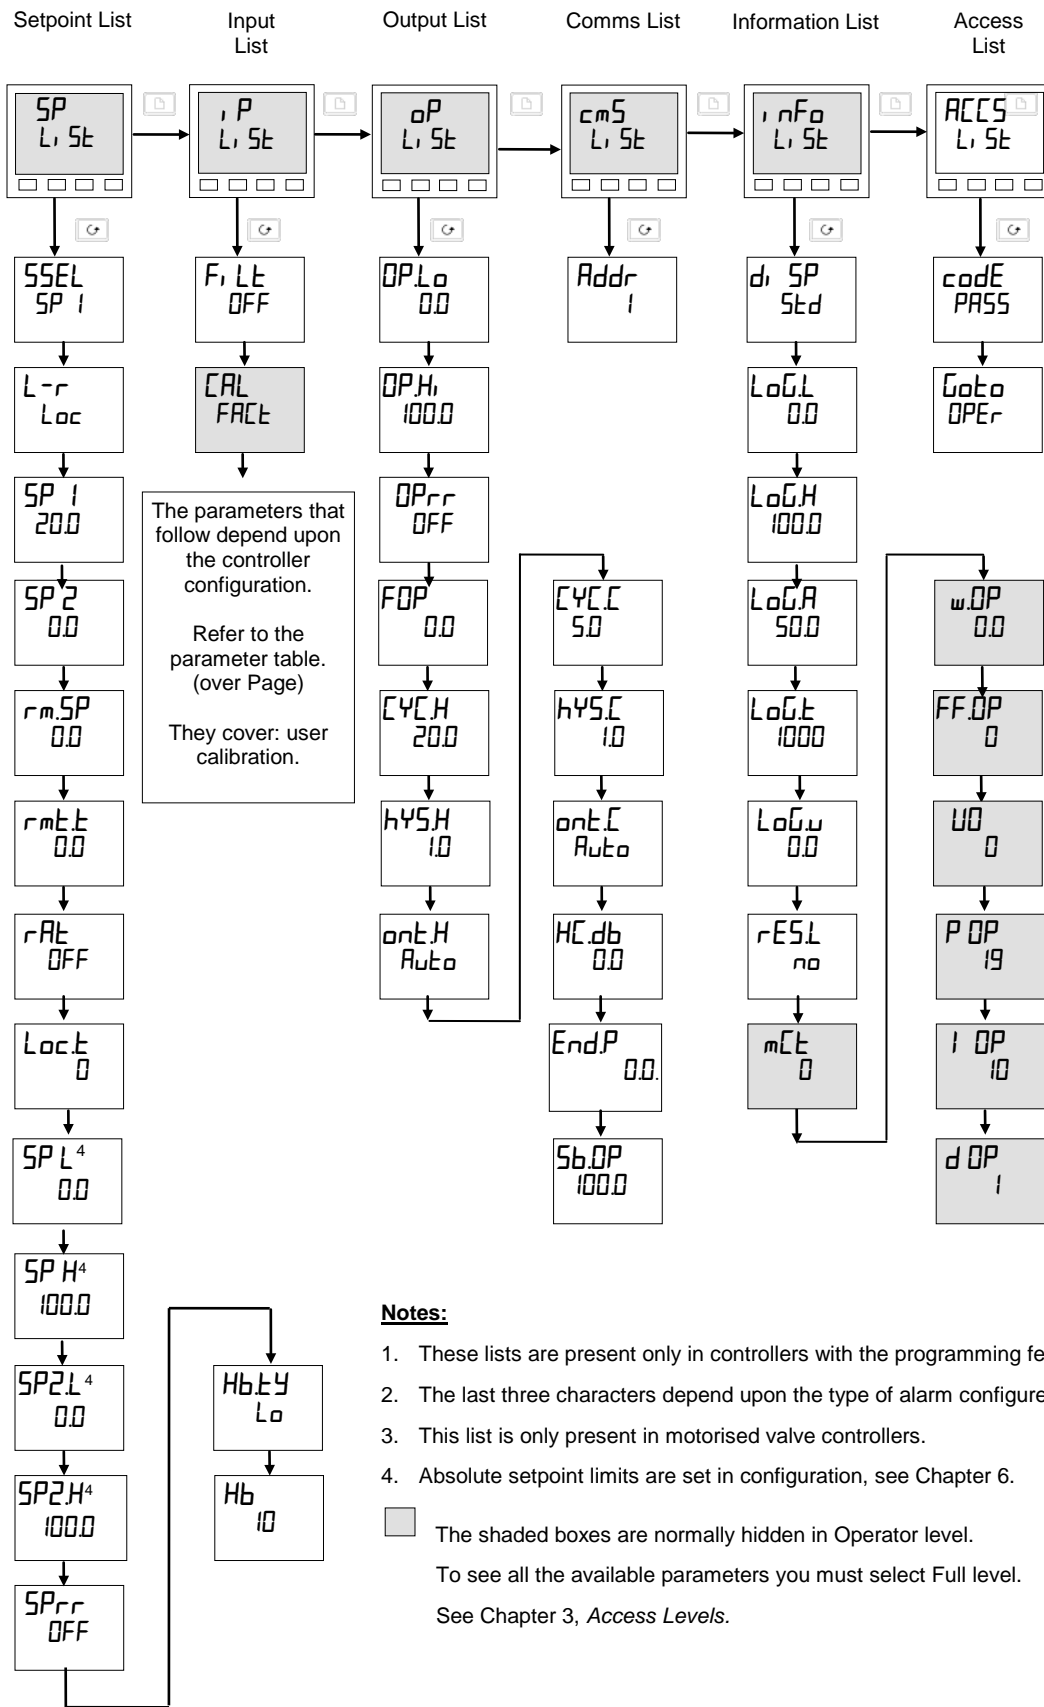 Setpoint List
Input
List
Output List
Comms List
Information List
Access
List
SP
LiSt
iP
LiSt
oP
LiSt
cmS
LiSt
inFo
LiSt
ACCS
LiSt
SSEL
SP 1
L-r
Loc
SP 1
20.0
SP 2
0.0
rm.SP
0.0
rmt.t
0.0
rAt
OFF
Loc.t
0
SP L4
0.0
SP H4
100.0
SP2.L4
0.0
SP2.H4
100.0
SPrr
OFF
Hb.tY
Lo
Hb
10
FiLt
OFF
CAL
FACt
The parameters that
follow depend upon
the controller
configuration.
Refer to the
parameter table.
(over Page)
They cover: user
calibration.
OP.Lo
0.0
OP.Hi
100.0
OPrr
OFF
FOP
0.0
CYC.H
20.0
hYS.H
1.0
ont.H
Auto
Addr
1
CYC.C
5.0
hYS.C
1.0
ont.C
Auto
HC.db
0.0
End.P
0.0.
Sb.OP
100.0
diSP
Std
LoG.L
0.0
LoG.H
100.0
LoG.A
50.0
LoG.t
1000
LoG.v
0.0
rES.L
no
mCt
0
codE
PASS
Goto
OPEr
w.OP
0.0
FF.OP
0
VO
0
P OP
19
I OP
10
d OP
1
Notes:
1. These lists are present only in controllers with the programming fe
2. The last three characters depend upon the type of alarm configure
3. This list is only present in motorised valve controllers.
4. Absolute setpoint limits are set in configuration, see Chapter 6.
The shaded boxes are normally hidden in Operator level.
To see all the available parameters you must select Full level.
See Chapter 3, Access Levels.